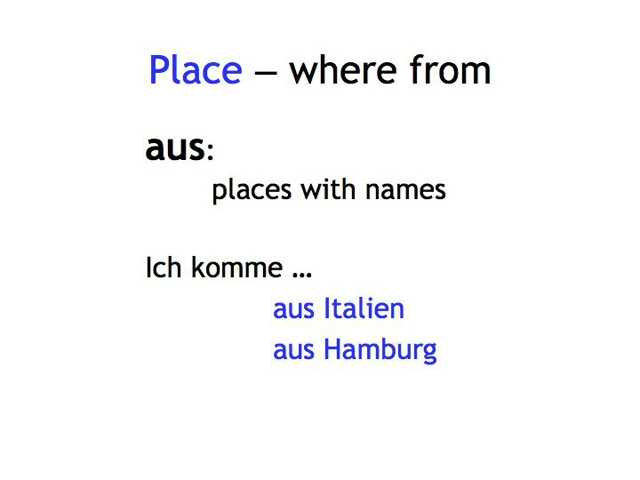 Place – where from
aus:
places with names
Ich komme …
aus Italien
aus Hamburg